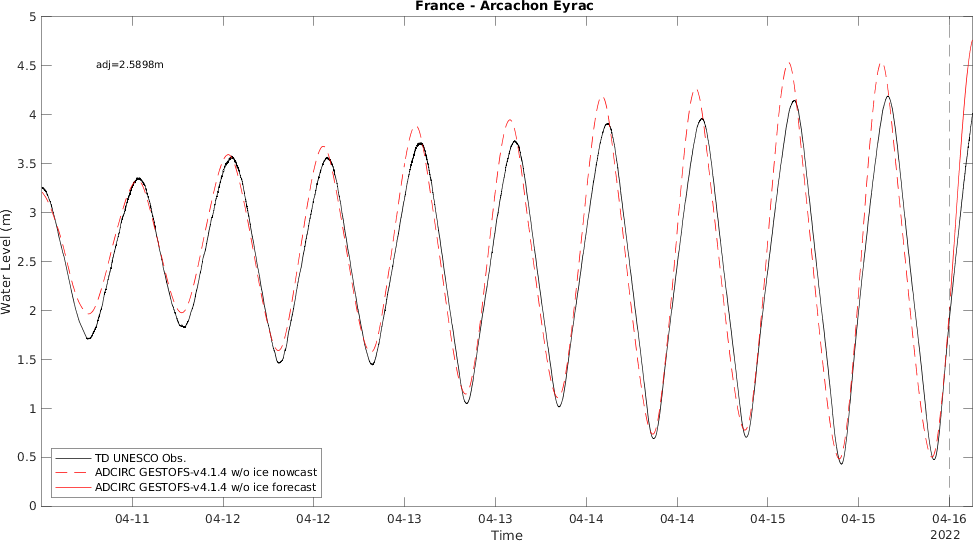 France - Arcachon Eyrac
5
4.5
4
3.5
3
2.5
2
1.5
1
0.5
0
Water Level (m)
adj=2.5898m
TD UNESCO Obs.
ADCIRC GESTOFS-v4.1.4 w/o ice nowcast
ADCIRC GESTOFS-v4.1.4 w/o ice forecast
04-11 04-12 04-12 04-13 04-13 04-14 04-14 04-15 04-15 04-16
2022
Time